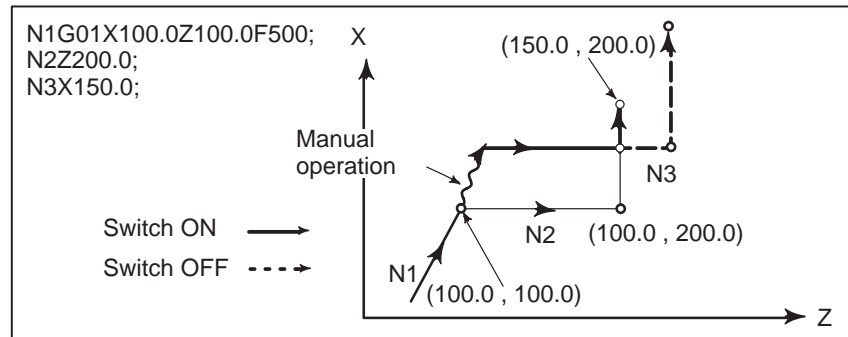 N1G01X100.0Z100.0F500;
N2Z200.0;
N3X150.0;
X
(150.0 , 200.0)
Manual
operation
N3
Switch ON
N2
(100.0 , 200.0)
Switch OFF
N1
(100.0 , 100.0)
Z